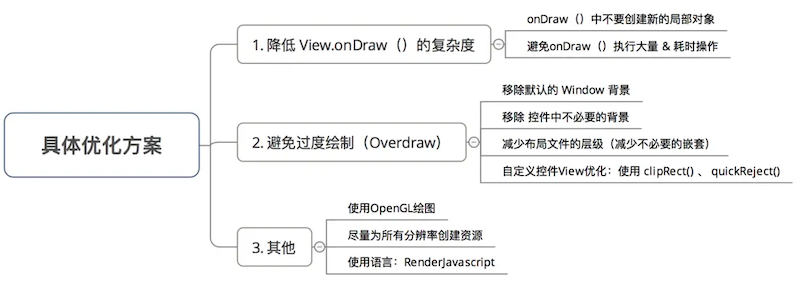 具体优化方案
1. 降低 View.onDraw（）的复杂度
onDraw（）中不要创建新的局部对象
避免onDraw（）执行大量 & 耗时操作
2. 避免过度绘制（Overdraw）
移除默认的 Window 背景
移除 控件中不必要的背景
减少布局文件的层级（减少不必要的嵌套）
自定义控件View优化：使用 clipRect() 、 quickReject()
3. 其他
使用OpenGL绘图
尽量为所有分辨率创建资源
使用语言：RenderJavascript